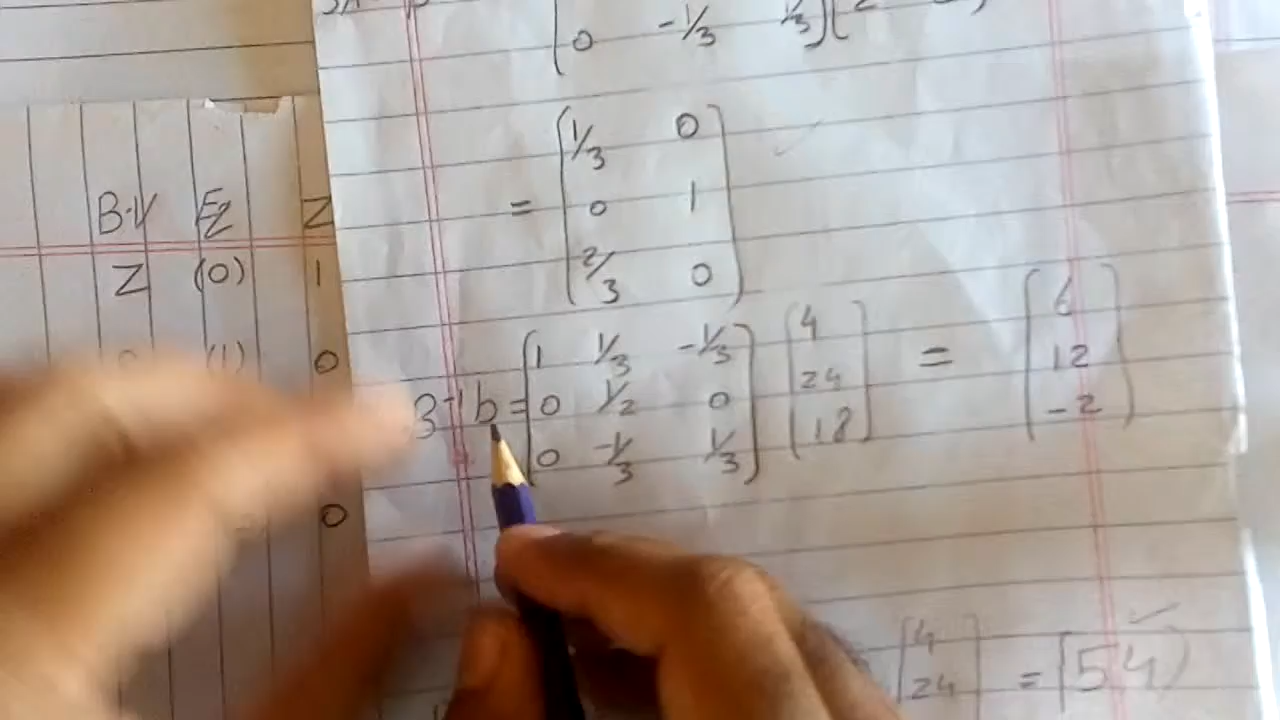 0 -1/3 1/3
1/3 0
= 0 1
2/3 0
B.V Eq Z
Z (0) 1
(1) 0
0
1 1/3 -1/3 4 6
B⁻¹b = 0 1/2 0 24 = 12
0 -1/3 1/3 18 -2
4
24 = [54]